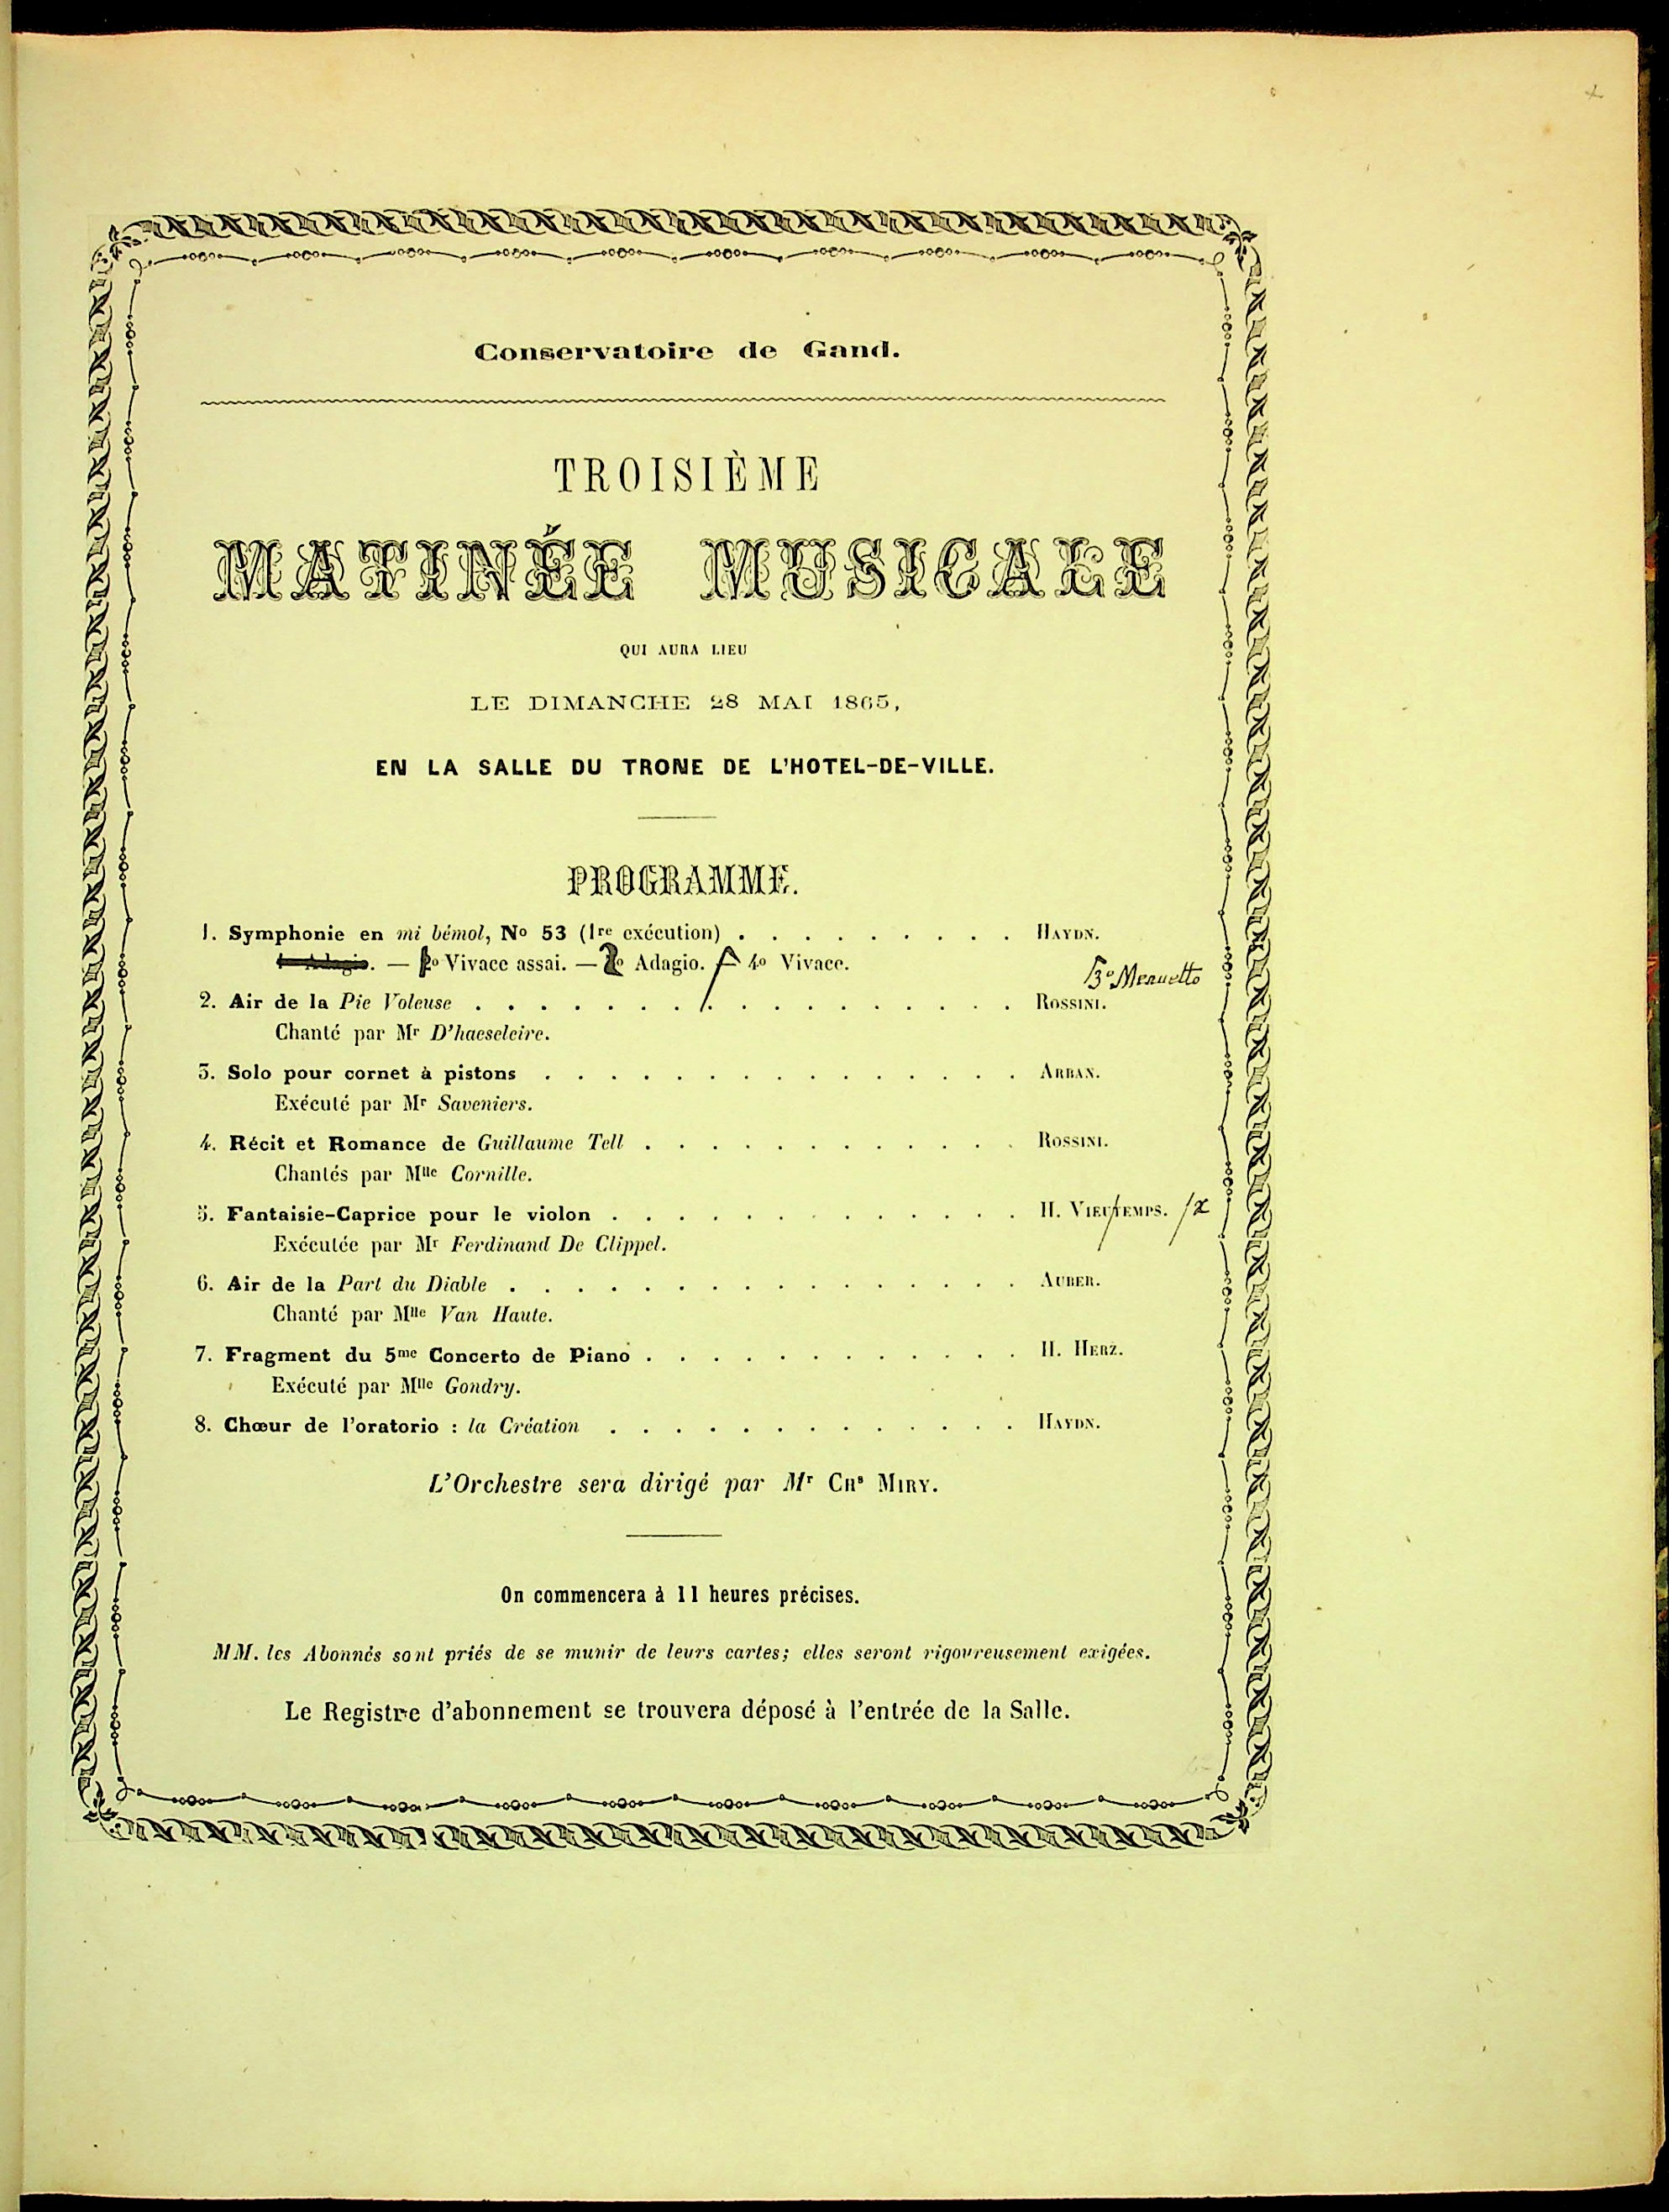 Conservatoire de Gand.
TROISIÈME
MATINÉE MUSICALE
QUI AURA LIEU
LE DIMANCHE 28 MAI 1865,
EN LA SALLE DU TRONE DE L'HOTEL-DE-VILLE.
PROGRAMME.
1. Symphonie en mi bémol, No 53 (1re exécution) . . . . . . . . . HAYDN.
1o Adagio. — 2o Vivace assai. — 2o Adagio. 4o Vivace.
3o Menuetto
2. Air de la Pie Voleuse . . . . . . . . . . . . . . . . . ROSSINI.
Chanté par Mr D'haeseleire.
3. Solo pour cornet à pistons . . . . . . . . . . . . . . . ARBAN.
Exécuté par Mr Saveniers.
4. Récit et Romance de Guillaume Tell . . . . . . . . . . . . ROSSINI.
Chantés par Mlle Cornille.
5. Fantaisie-Caprice pour le violon . . . . . . . . . . . . . H. VIEUTEMPS. /x
Exécutée par Mr Ferdinand De Clippel.
6. Air de la Part du Diable . . . . . . . . . . . . . . . . AUBER.
Chanté par Mlle Van Haute.
7. Fragment du 5me Concerto de Piano . . . . . . . . . . . . H. HERZ.
Exécuté par Mlle Gondry.
8. Chœur de l'oratorio : la Création . . . . . . . . . . . . . HAYDN.
L'Orchestre sera dirigé par Mr CHs MIRY.
On commencera à 11 heures précises.
MM. les Abonnés sont priés de se munir de leurs cartes; elles seront rigoureusement exigées.
Le Registre d'abonnement se trouvera déposé à l'entrée de la Salle.